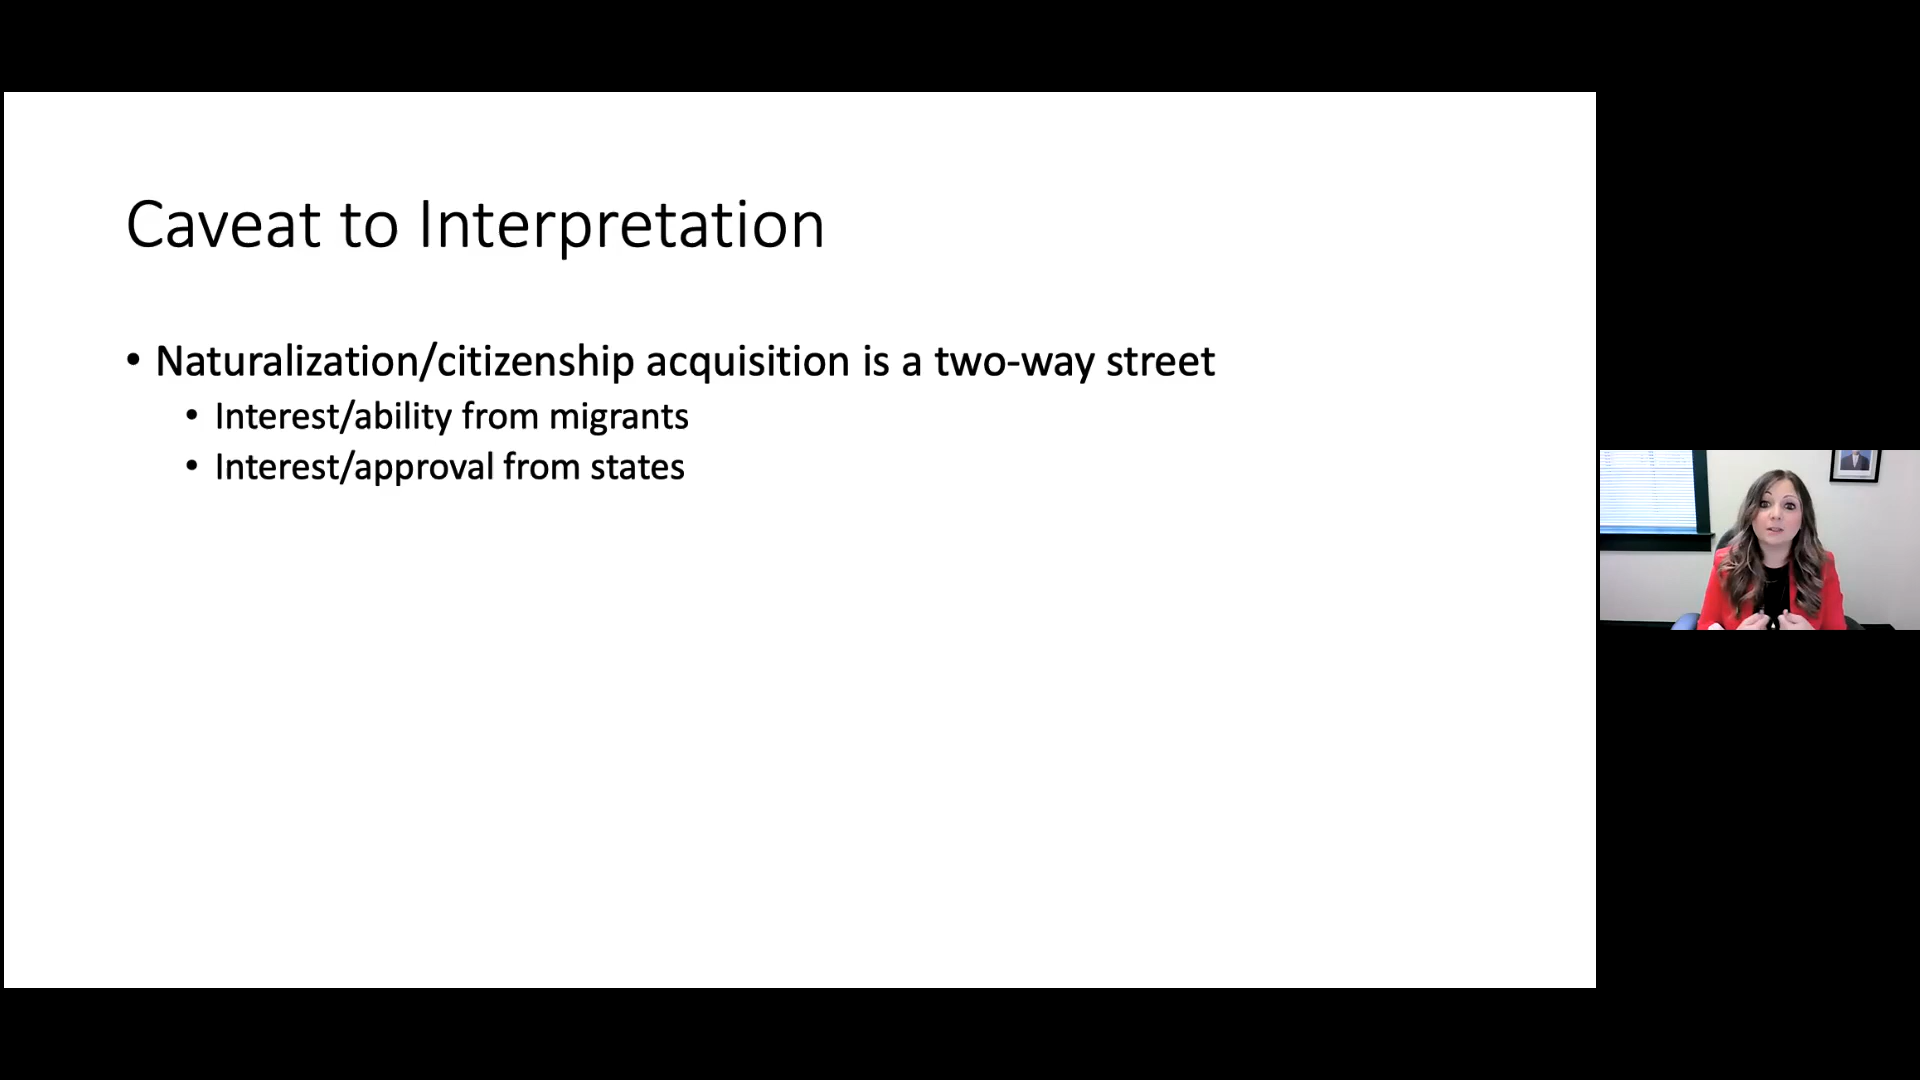 Caveat to Interpretation
• Naturalization/citizenship acquisition is a two-way street
• Interest/ability from migrants
• Interest/approval from states